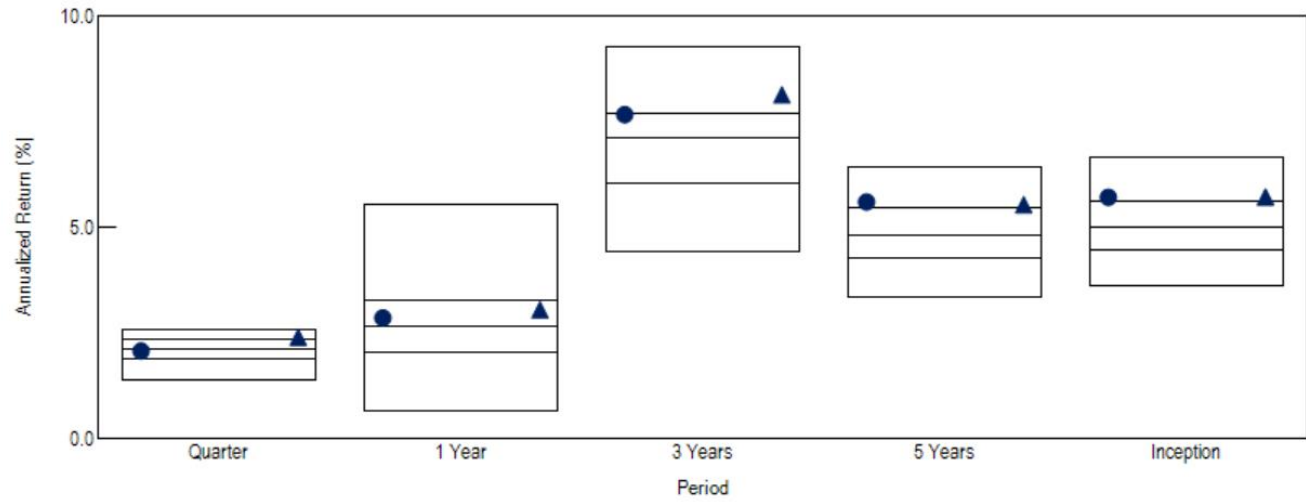 10.0
5.0
0.0
Annualized Return (%|
Quarter 1 Year 3 Years 5 Years Inception
Period